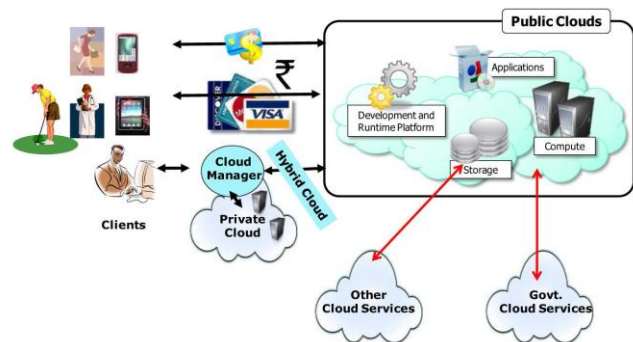 Public Clouds
Applications
Development and
Runtime Platform
Compute
Storage
$
₹
DISCOVER
VISA
Cloud
Manager
Hybrid Cloud
Private
Cloud
Clients
Other
Cloud Services
Govt.
Cloud Services